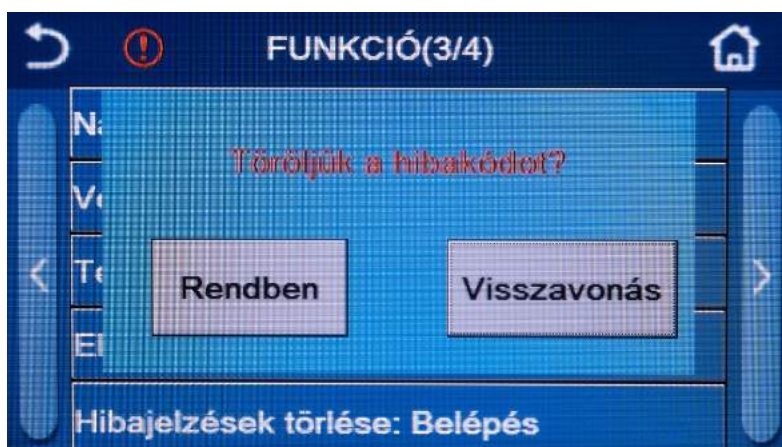 FUNKCIÓ(3/4)
Töröljük a hibakódot?
Rendben
Visszavonás
Hibajelzések törlése: Belépés